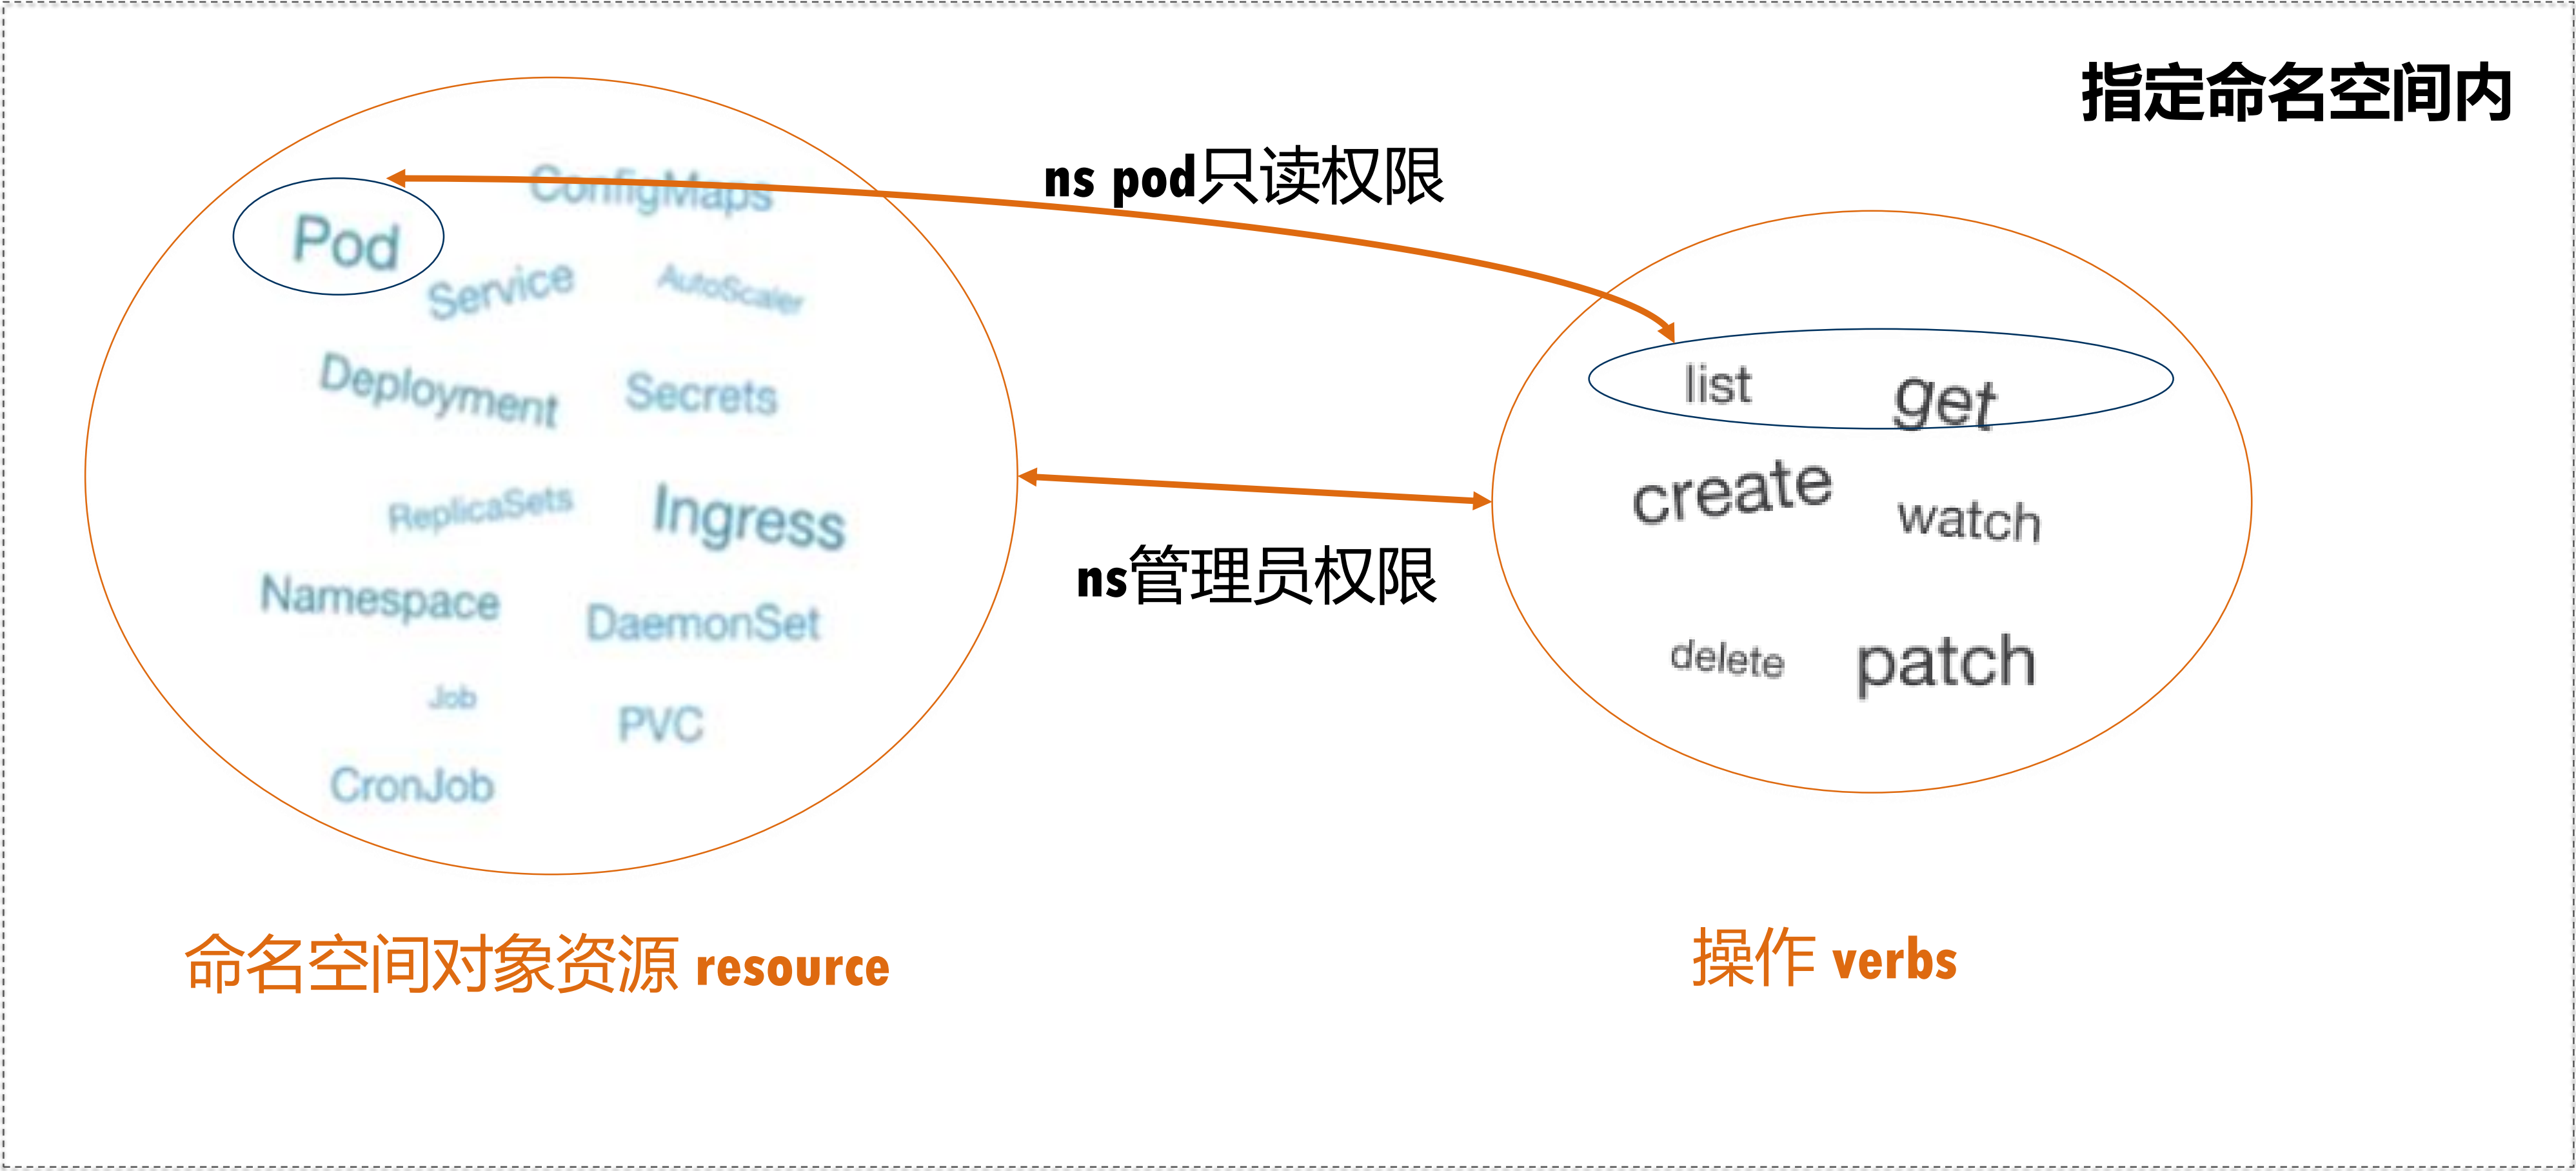 指定命名空间内
ns pod只读权限
ConfigMaps
Pod
Service
AutoScaler
Deployment
Secrets
ReplicaSets
Ingress
Namespace
DaemonSet
Job
PVC
CronJob
ns管理员权限
list
get
create
watch
delete
patch
命名空间对象资源 resource
操作 verbs